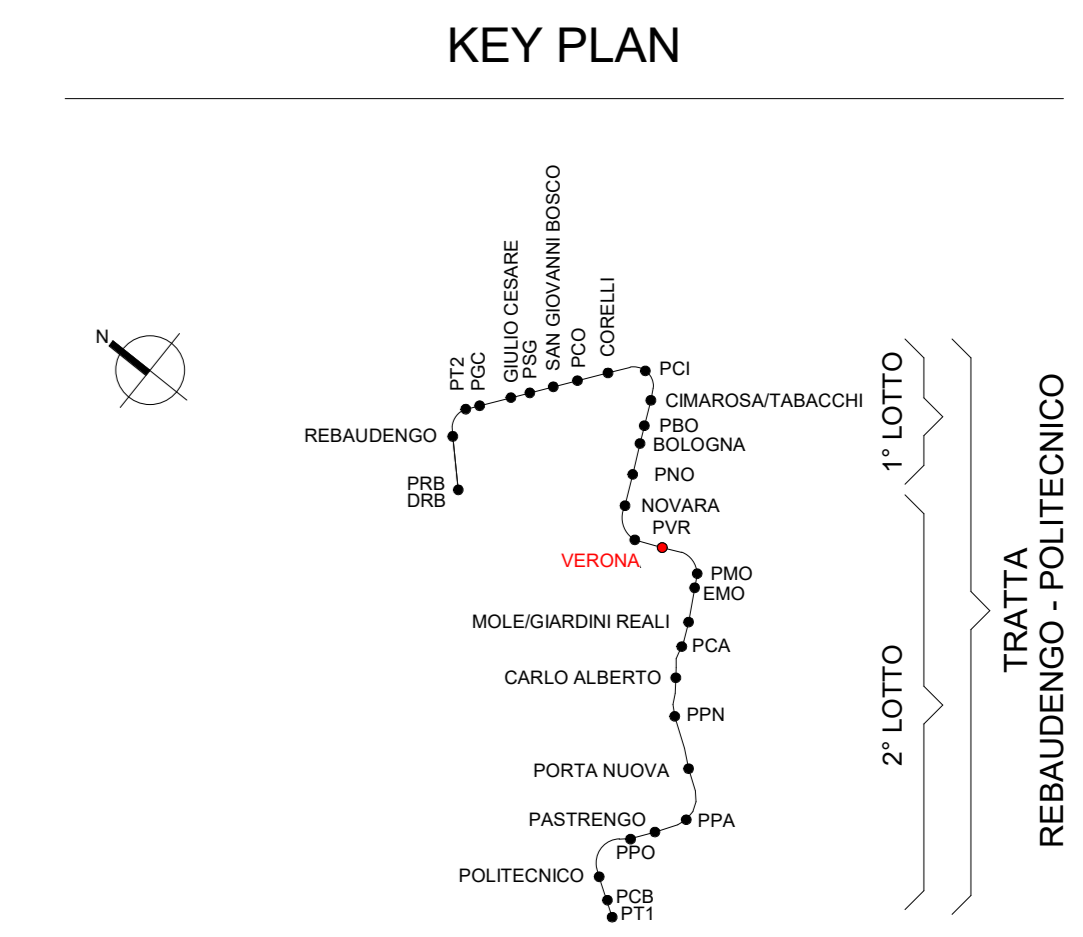 KEY PLAN
N
PT2
PGC
GIULIO CESARE
PSG
SAN GIOVANNI BOSCO
PCO
CORELLI
PCI
CIMAROSA/TABACCHI
REBAUDENGO
PBO
BOLOGNA
PRB
DRB
PNO
NOVARA
PVR
VERONA
PMO
EMO
MOLE/GIARDINI REALI
PCA
CARLO ALBERTO
PPN
PORTA NUOVA
PASTRENGO
PPA
PPO
POLITECNICO
PCB
PT1
1° LOTTO
2° LOTTO
TRATTA
REBAUDENGO - POLITECNICO